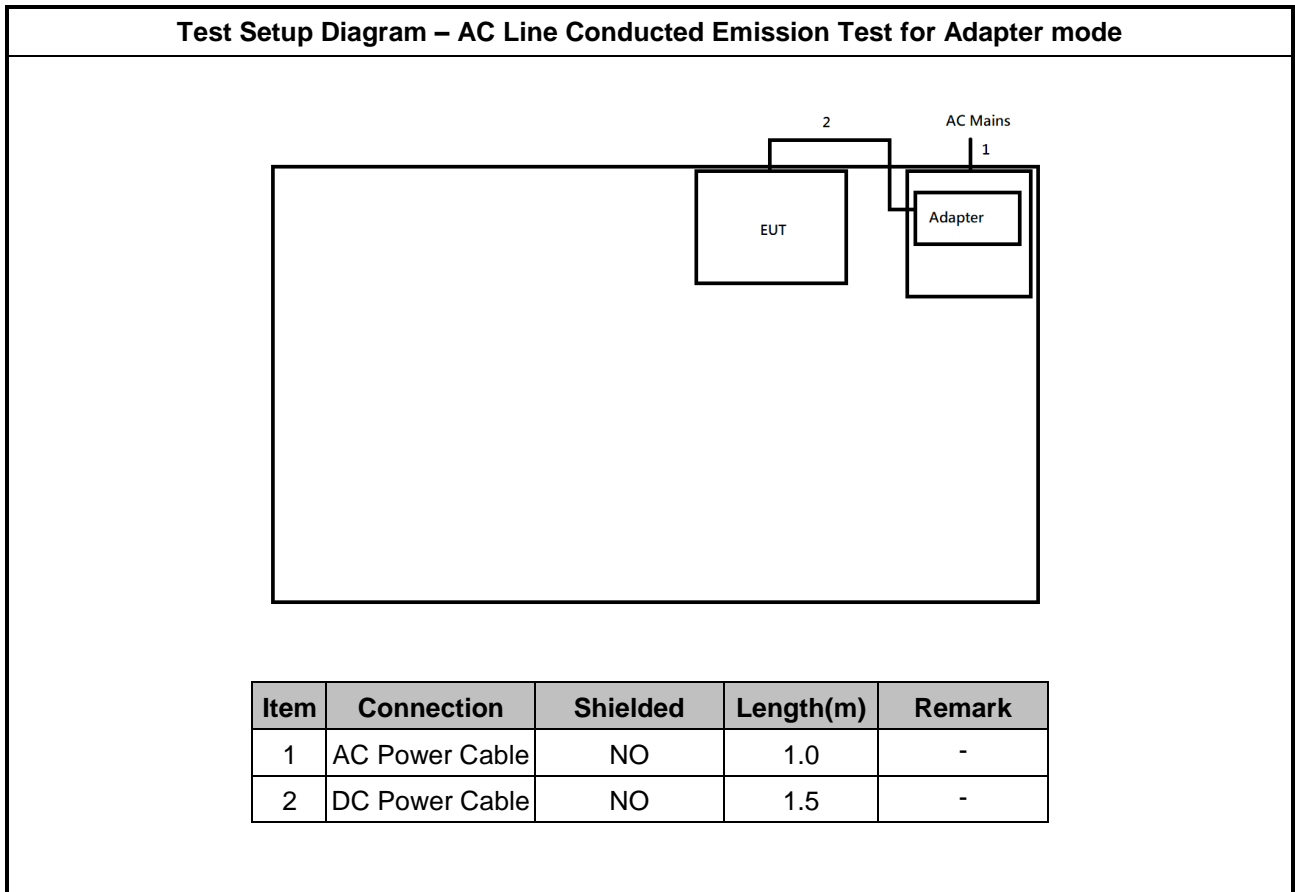 Test Setup Diagram – AC Line Conducted Emission Test for Adapter mode
2
AC Mains
1
Adapter
EUT
Item Connection Shielded Length(m) Remark
1 AC Power Cable NO 1.0 -
2 DC Power Cable NO 1.5 -